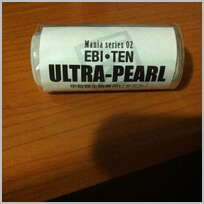 Mania series 02
EBI•TEN
ULTRA-PEARL